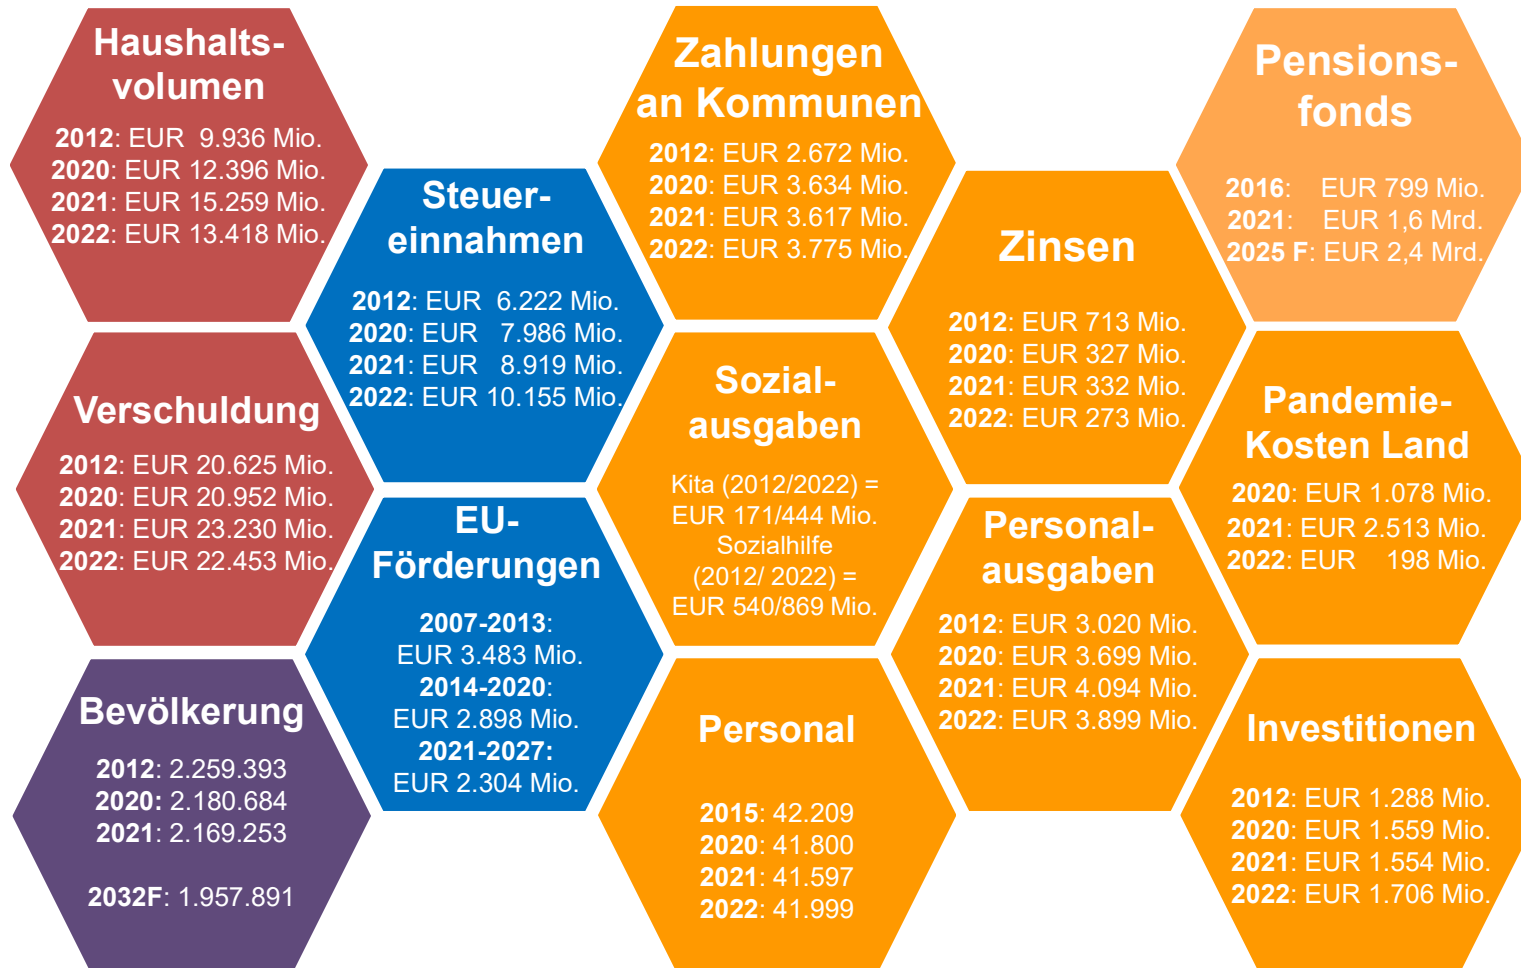 Haushalts-
volumen
2012: EUR 9.936 Mio.
2020: EUR 12.396 Mio.
2021: EUR 15.259 Mio.
2022: EUR 13.418 Mio.
Steuer-
einnahmen
2012: EUR 6.222 Mio.
2020: EUR 7.986 Mio.
2021: EUR 8.919 Mio.
2022: EUR 10.155 Mio.
Zahlungen
an Kommunen
2012: EUR 2.672 Mio.
2020: EUR 3.634 Mio.
2021: EUR 3.617 Mio.
2022: EUR 3.775 Mio.
Zinsen
2012: EUR 713 Mio.
2020: EUR 327 Mio.
2021: EUR 332 Mio.
2022: EUR 273 Mio.
Pensions-
fonds
2016: EUR 799 Mio.
2021: EUR 1,6 Mrd.
2025 F: EUR 2,4 Mrd.
Verschuldung
2012: EUR 20.625 Mio.
2020: EUR 20.952 Mio.
2021: EUR 23.230 Mio.
2022: EUR 22.453 Mio.
EU-
Förderungen
2007-2013:
EUR 3.483 Mio.
2014-2020:
EUR 2.898 Mio.
2021-2027:
EUR 2.304 Mio.
Sozial-
ausgaben
Kita (2012/2022) =
EUR 171/444 Mio.
Sozialhilfe
(2012/ 2022) =
EUR 540/869 Mio.
Personal-
ausgaben
2012: EUR 3.020 Mio.
2020: EUR 3.699 Mio.
2021: EUR 4.094 Mio.
2022: EUR 3.899 Mio.
Pandemie-
Kosten Land
2020: EUR 1.078 Mio.
2021: EUR 2.513 Mio.
2022: EUR 198 Mio.
Bevölkerung
2012: 2.259.393
2020: 2.180.684
2021: 2.169.253
2032F: 1.957.891
Personal
2015: 42.209
2020: 41.800
2021: 41.597
2022: 41.999
Investitionen
2012: EUR 1.288 Mio.
2020: EUR 1.559 Mio.
2021: EUR 1.554 Mio.
2022: EUR 1.706 Mio.